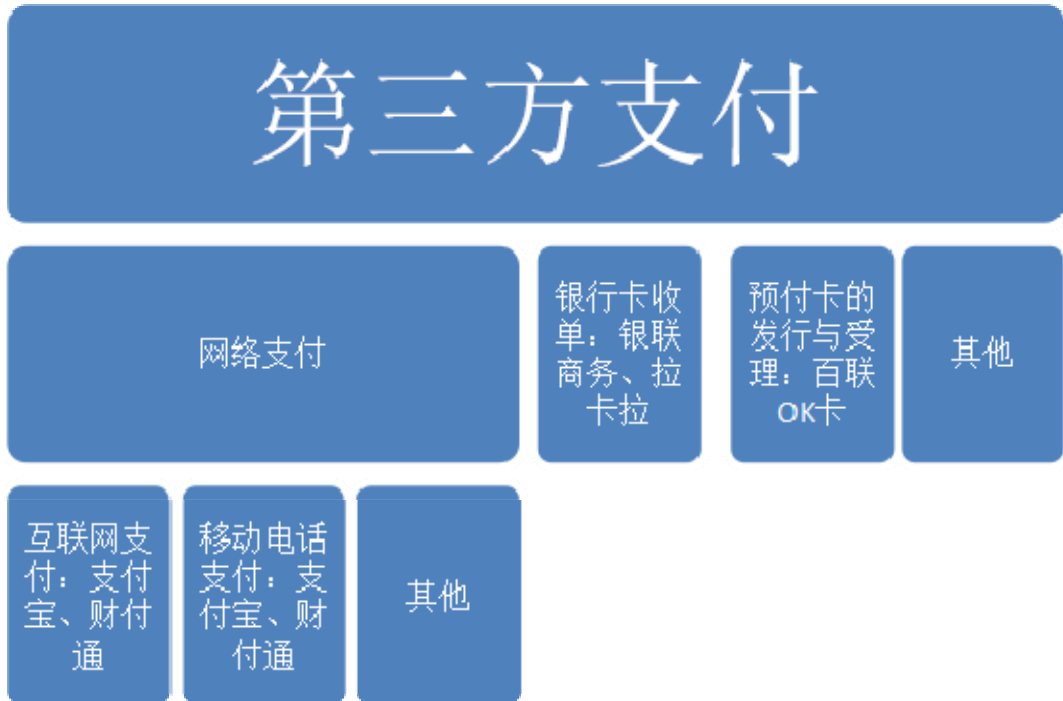 第三方支付
网络支付
银行卡收
单：银联
商务、拉
卡拉
预付卡的
发行与受
理：百联
OK卡
其他
互联网支
付：支付
宝、财付
通
移动电话
支付：支
付宝、财
付通
其他